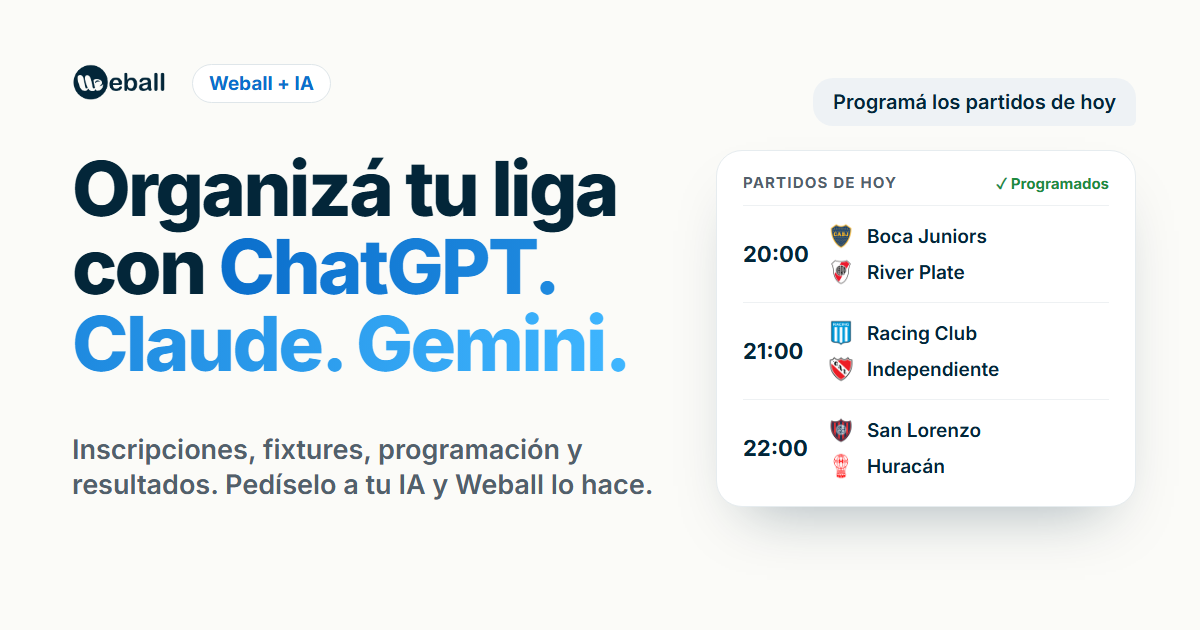 Weball
Weball + IA
Organizá tu liga
con ChatGPT.
Claude. Gemini.
Inscripciones, fixtures, programación y
resultados. Pedíselo a tu IA y Weball lo hace.
Programá los partidos de hoy
PARTIDOS DE HOY
✓ Programados
20:00
CABJ
Boca Juniors
River Plate
21:00
RACING
Racing Club
Independiente
22:00
San Lorenzo
Huracán